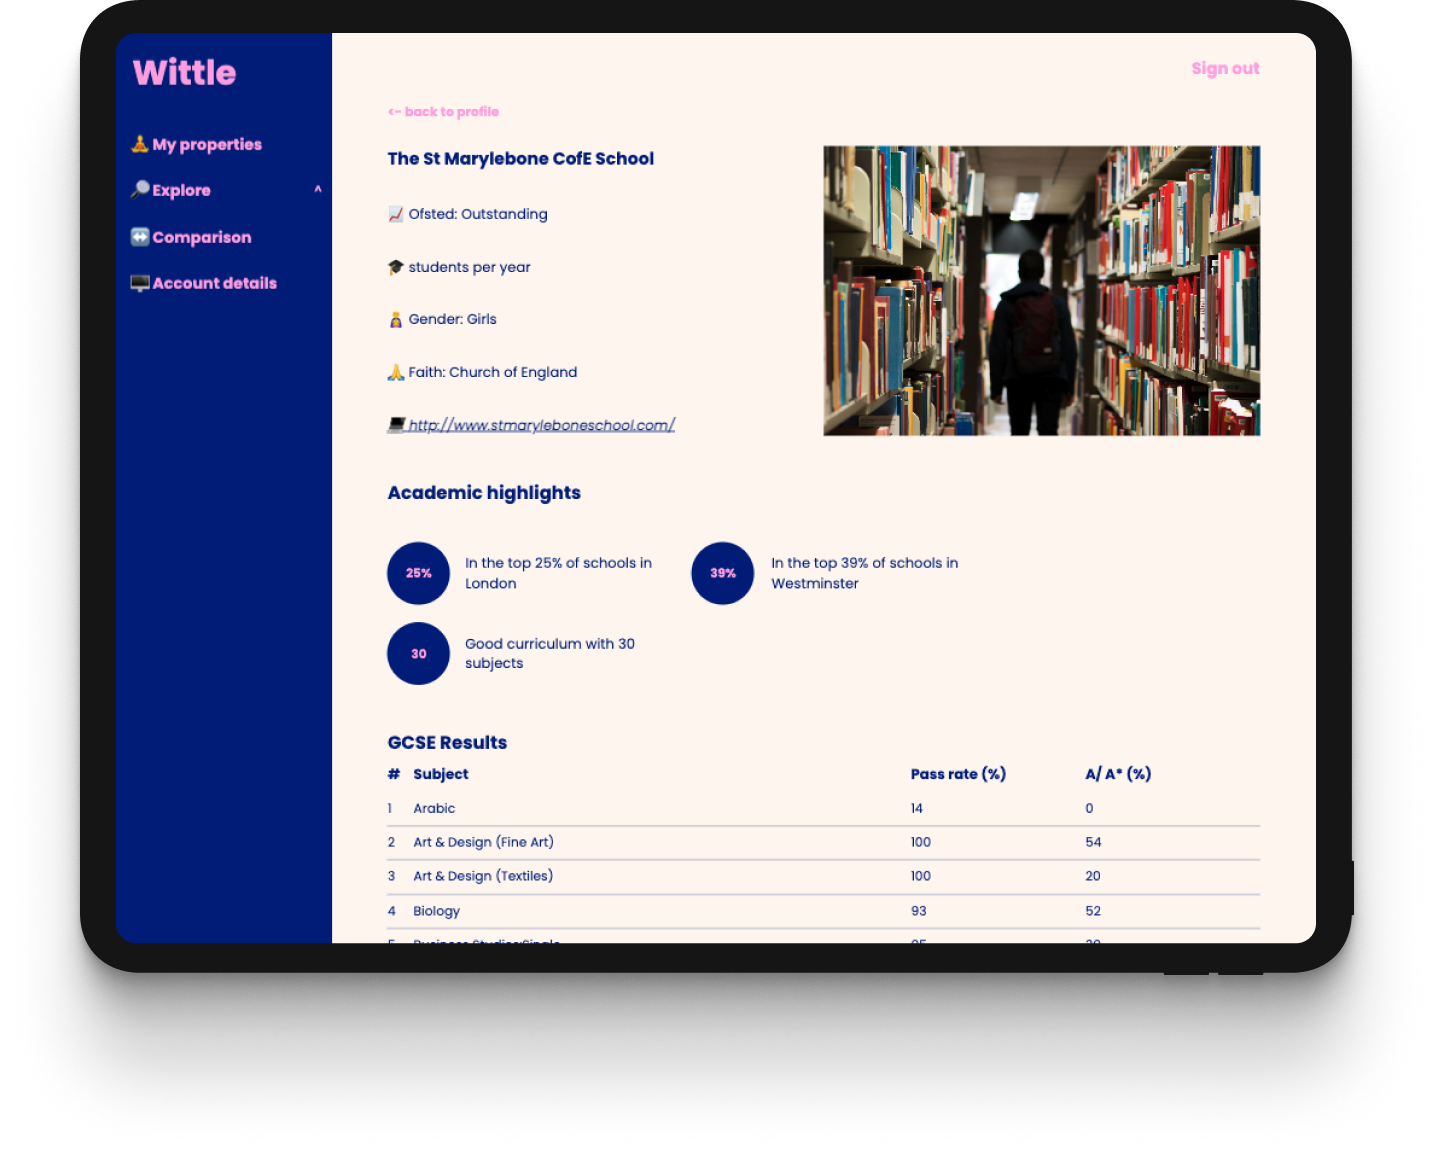 Wittle
My properties
Explore ^
Comparison
Account details
Sign out
<- back to profile
The St Marylebone CofE School
Ofsted: Outstanding
students per year
Gender: Girls
Faith: Church of England
http://www.stmaryleboneschool.com/
Academic highlights
25%
In the top 25% of schools in
London
39%
In the top 39% of schools in
Westminster
30
Good curriculum with 30
subjects
GCSE Results
# Subject Pass rate (%) A/ A* (%)
1 Arabic 14 0
2 Art & Design (Fine Art) 100 54
3 Art & Design (Textiles) 100 20
4 Biology 93 52